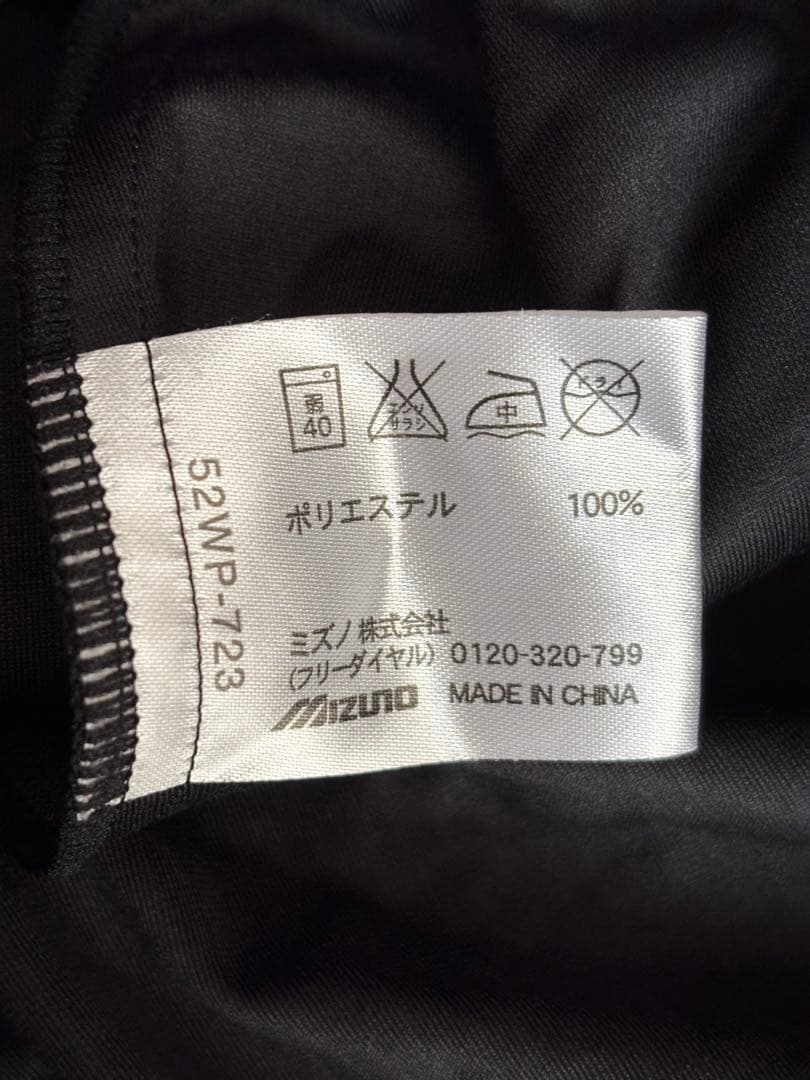 弱
40
エンソ
サラシ
中
ドライ
ポリエステル 100%
ミズノ株式会社
(フリーダイヤル) 0120-320-799
MIZUNO MADE IN CHINA
52WP-723